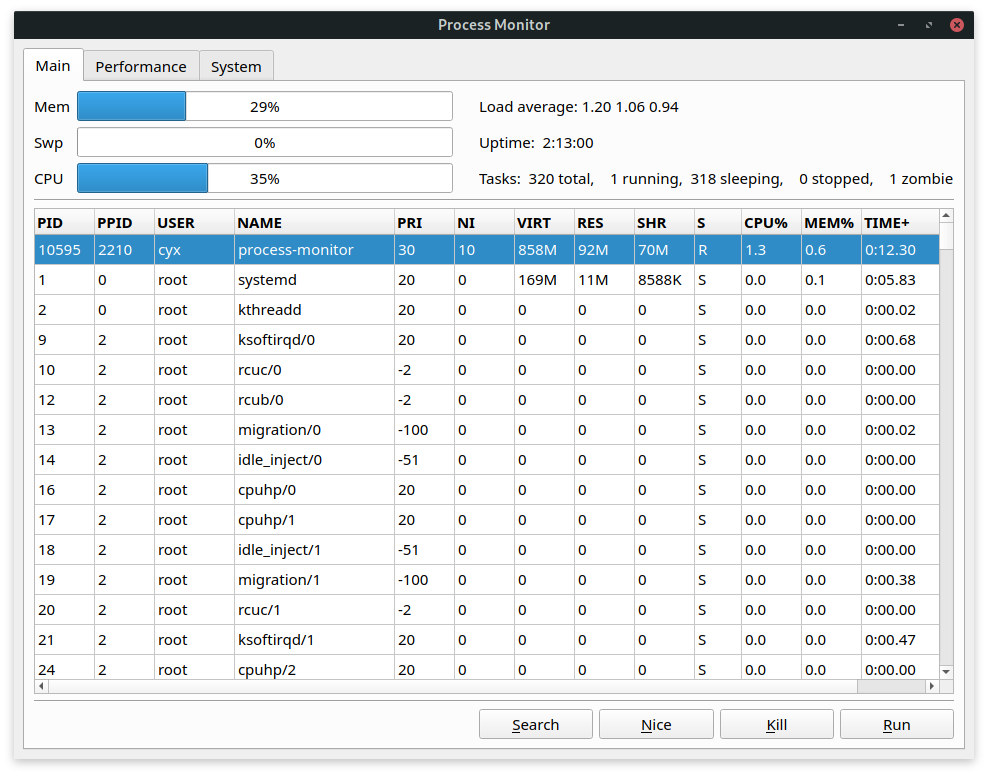 Process Monitor
Main Performance System
Mem 29% Load average: 1.20 1.06 0.94
Swp 0% Uptime: 2:13:00
CPU 35% Tasks: 320 total, 1 running, 318 sleeping, 0 stopped, 1 zombie
PID PPID USER NAME PRI NI VIRT RES SHR S CPU% MEM% TIME+
10595 2210 cyx process-monitor 30 10 858M 92M 70M R 1.3 0.6 0:12.30
1 0 root systemd 20 0 169M 11M 8588K S 0.0 0.1 0:05.83
2 0 root kthreadd 20 0 0 0 0 S 0.0 0.0 0:00.02
9 2 root ksoftirqd/0 20 0 0 0 0 S 0.0 0.0 0:00.68
10 2 root rcuc/0 -2 0 0 0 0 S 0.0 0.0 0:00.00
12 2 root rcub/0 -2 0 0 0 0 S 0.0 0.0 0:00.00
13 2 root migration/0 -100 0 0 0 0 S 0.0 0.0 0:00.02
14 2 root idle_inject/0 -51 0 0 0 0 S 0.0 0.0 0:00.00
16 2 root cpuhp/0 20 0 0 0 0 S 0.0 0.0 0:00.00
17 2 root cpuhp/1 20 0 0 0 0 S 0.0 0.0 0:00.00
18 2 root idle_inject/1 -51 0 0 0 0 S 0.0 0.0 0:00.00
19 2 root migration/1 -100 0 0 0 0 S 0.0 0.0 0:00.38
20 2 root rcuc/1 -2 0 0 0 0 S 0.0 0.0 0:00.00
21 2 root ksoftirqd/1 20 0 0 0 0 S 0.0 0.0 0:00.47
24 2 root cpuhp/2 20 0 0 0 0 S 0.0 0.0 0:00.00
Search Nice Kill Run